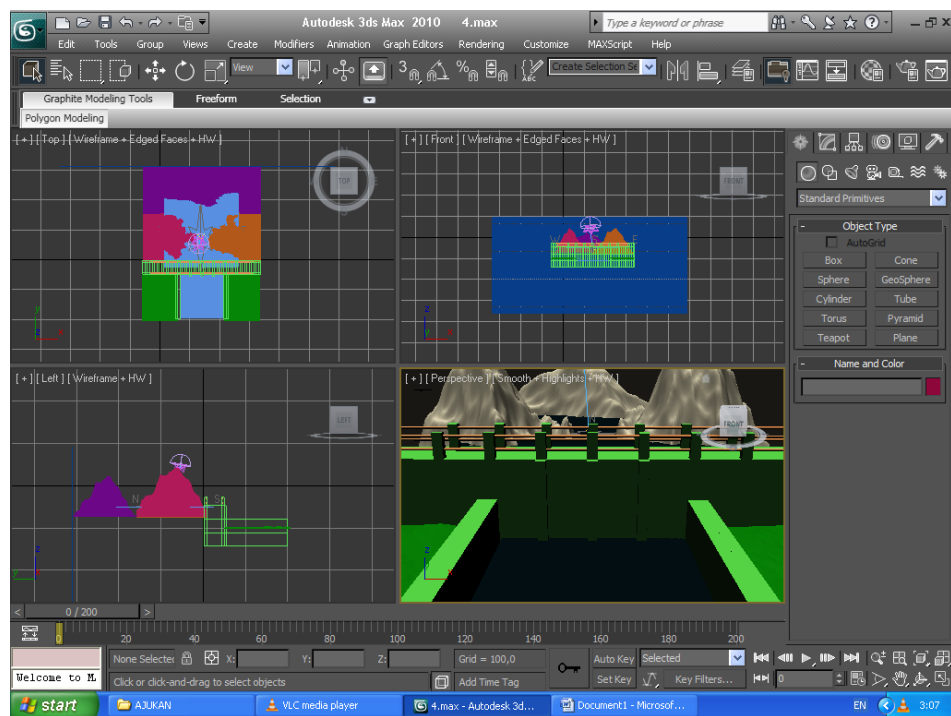 Autodesk 3ds Max 2010 4.max
Type a keyword or phrase
Edit Tools Group Views Create Modifiers Animation Graph Editors Rendering Customize MAXScript Help
View
Create Selection Se
Graphite Modeling Tools Freeform Selection
Polygon Modeling
[ + ] [ Top ] [ Wireframe + Edged Faces + HW ]
[ + ] [ Front ] [ Wireframe + Edged Faces + HW ]
TOP
FRONT
Standard Primitives
- Object Type
AutoGrid
Box Cone
Sphere GeoSphere
Cylinder Tube
Torus Pyramid
Teapot Plane
- Name and Color
[ + ] [ Left ] [ Wireframe + HW ]
[ + ] [ Perspective ] [ Smooth + Highlights + HW ]
LEFT
FRONT
N S
z
y x
< 0 / 200 >
0 20 40 60 80 100 120 140 160 180 200
None Selected X: Y: Z: Grid = 100,0 Auto Key Selected
Welcome to M Click or click-and-drag to select objects Add Time Tag Set Key Key Filters... 0
start AJUKAN VLC media player 4.max - Autodesk 3d... Document1 - Microsof... EN 3:07